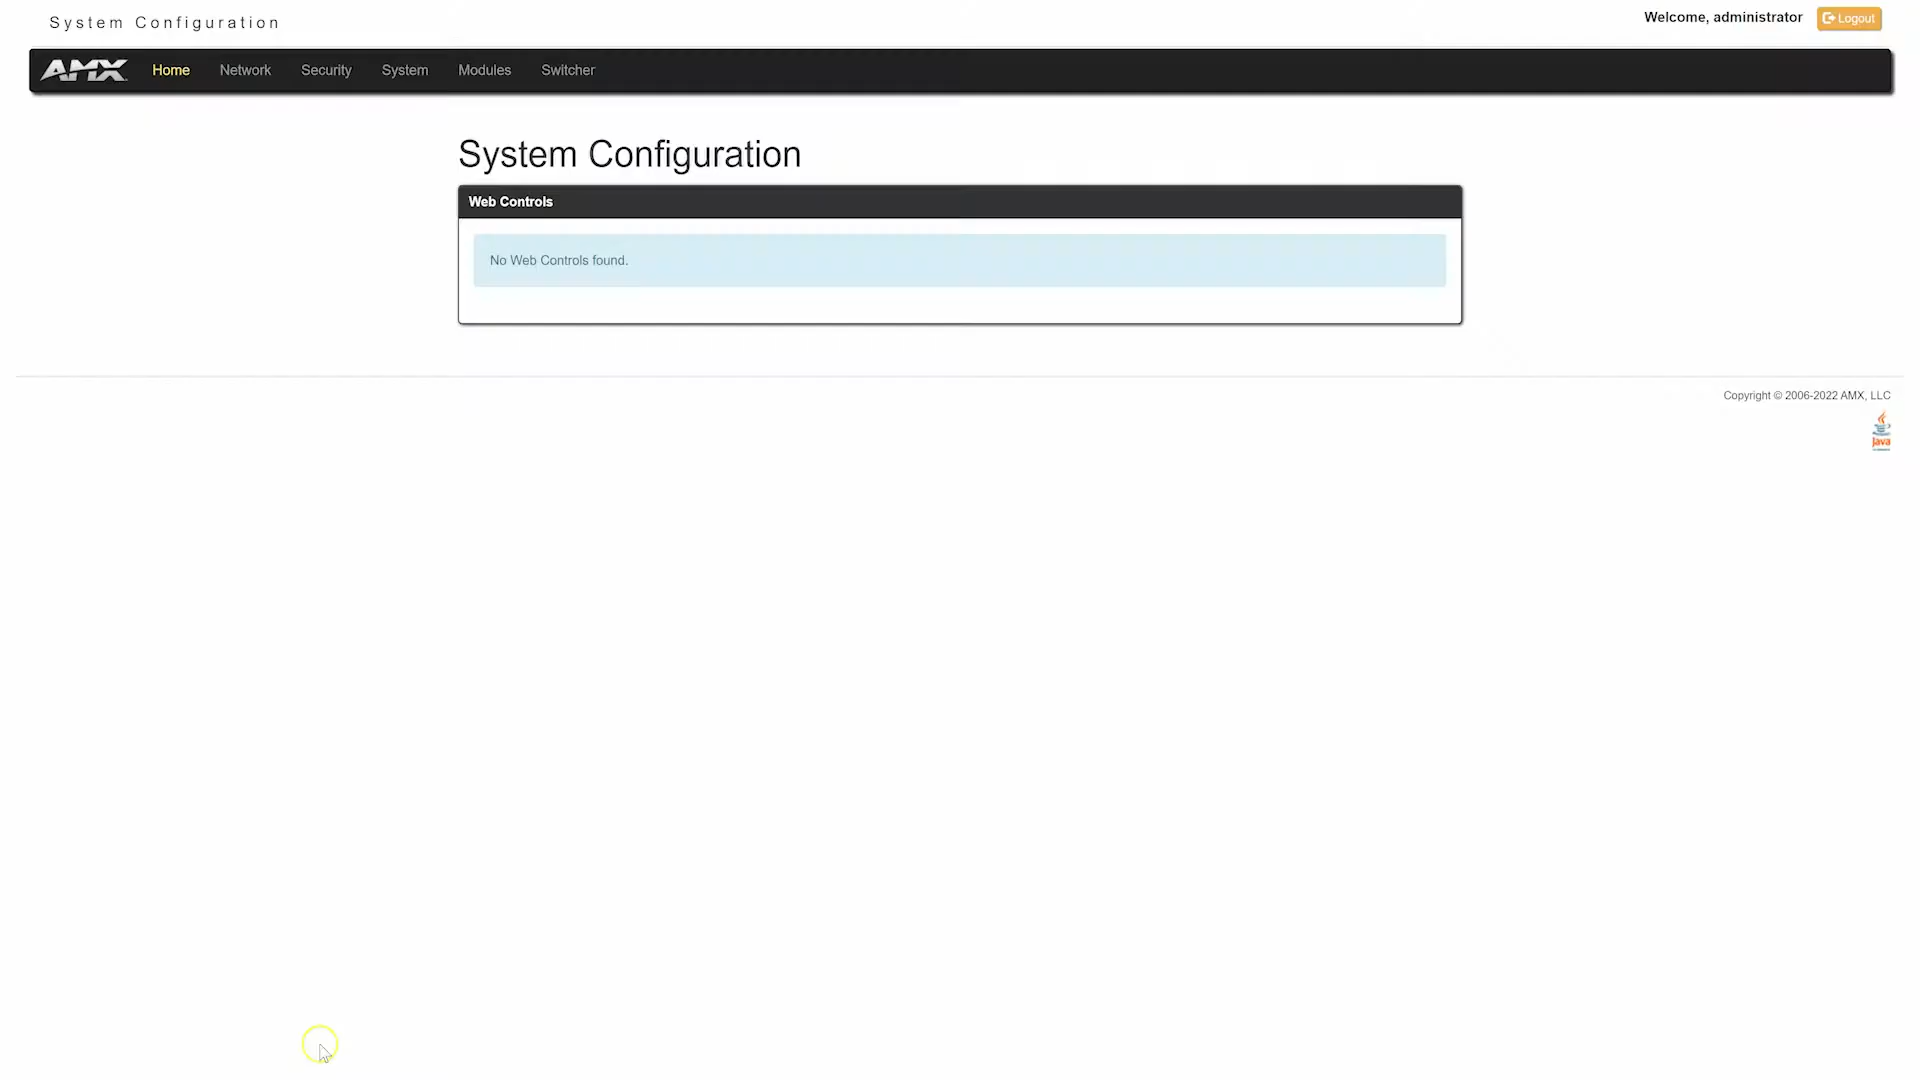 System Configuration
Welcome, administrator
Logout
AMX
Home
Network
Security
System
Modules
Switcher
System Configuration
Web Controls
No Web Controls found.
Copyright © 2006-2022 AMX, LLC
Java